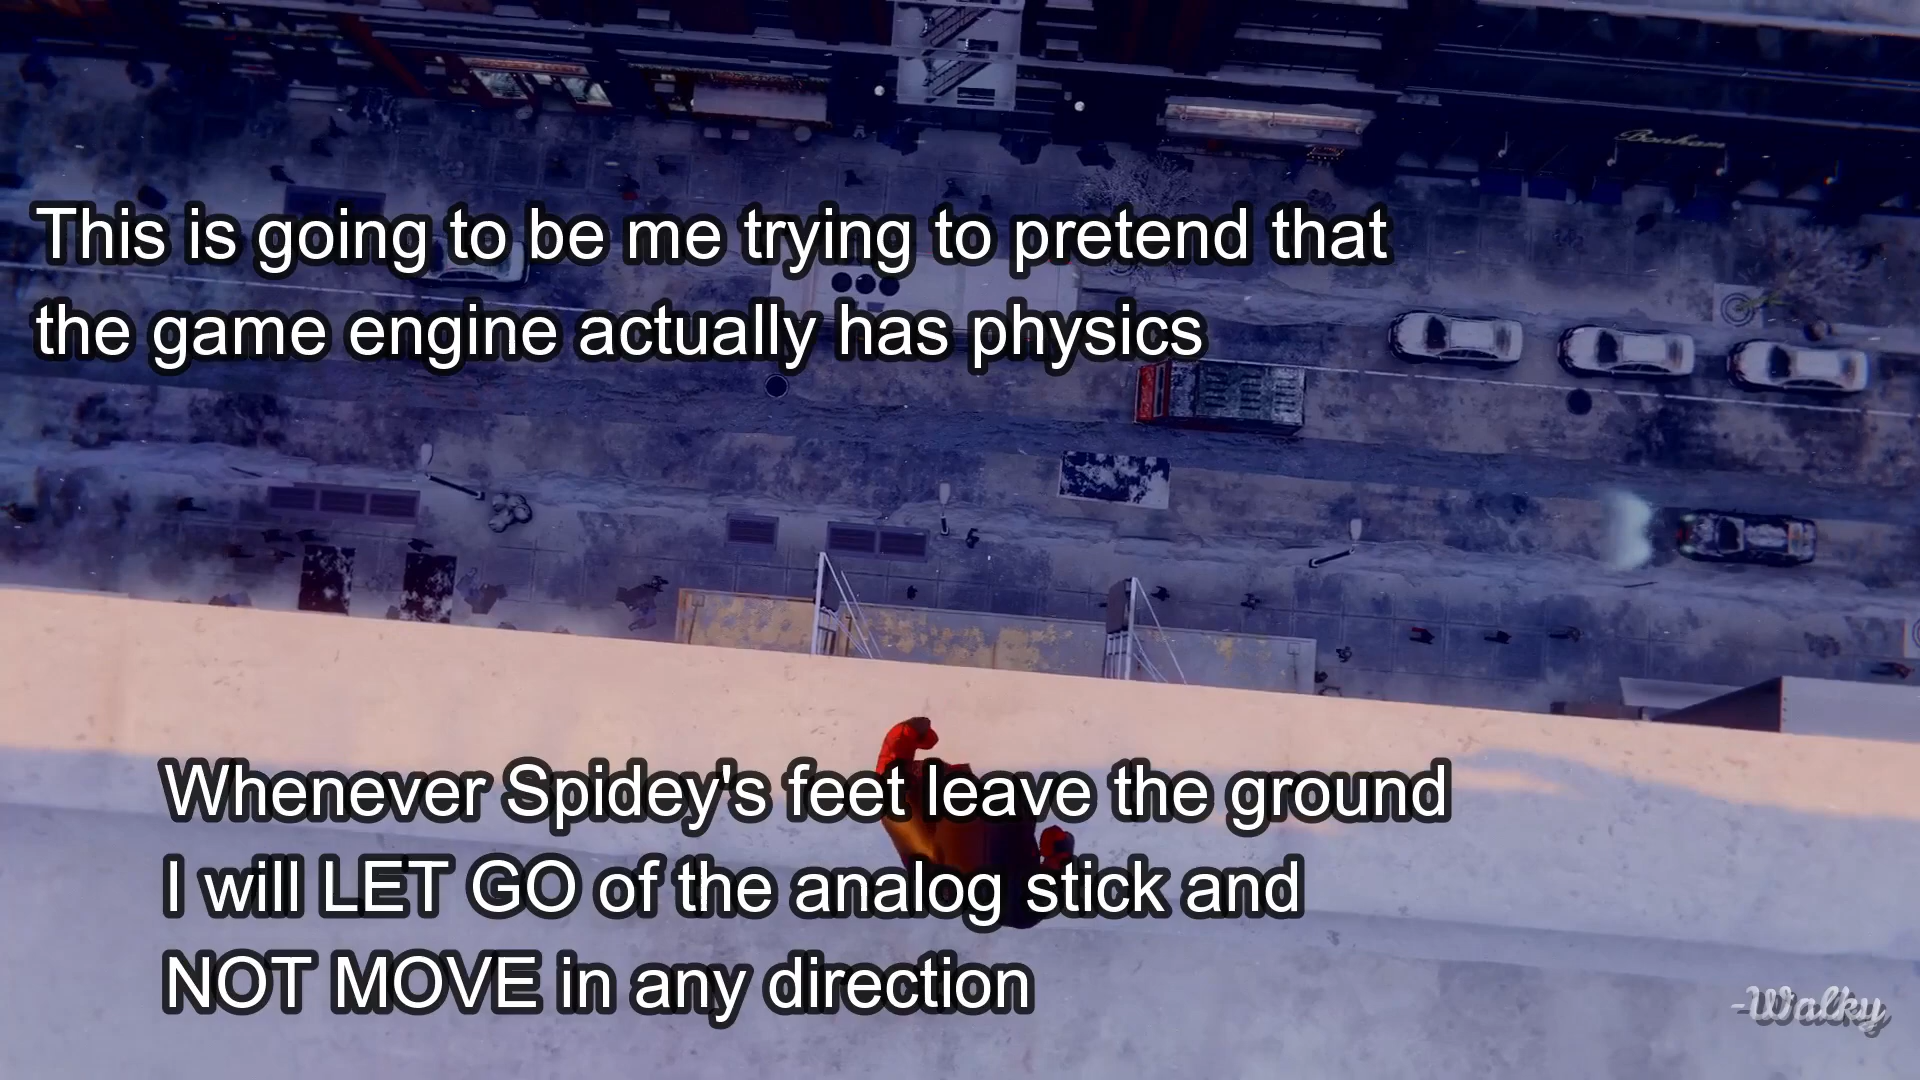 Bonham
This is going to be me trying to pretend that
the game engine actually has physics
Whenever Spidey's feet leave the ground
I will LET GO of the analog stick and
NOT MOVE in any direction
-Walky